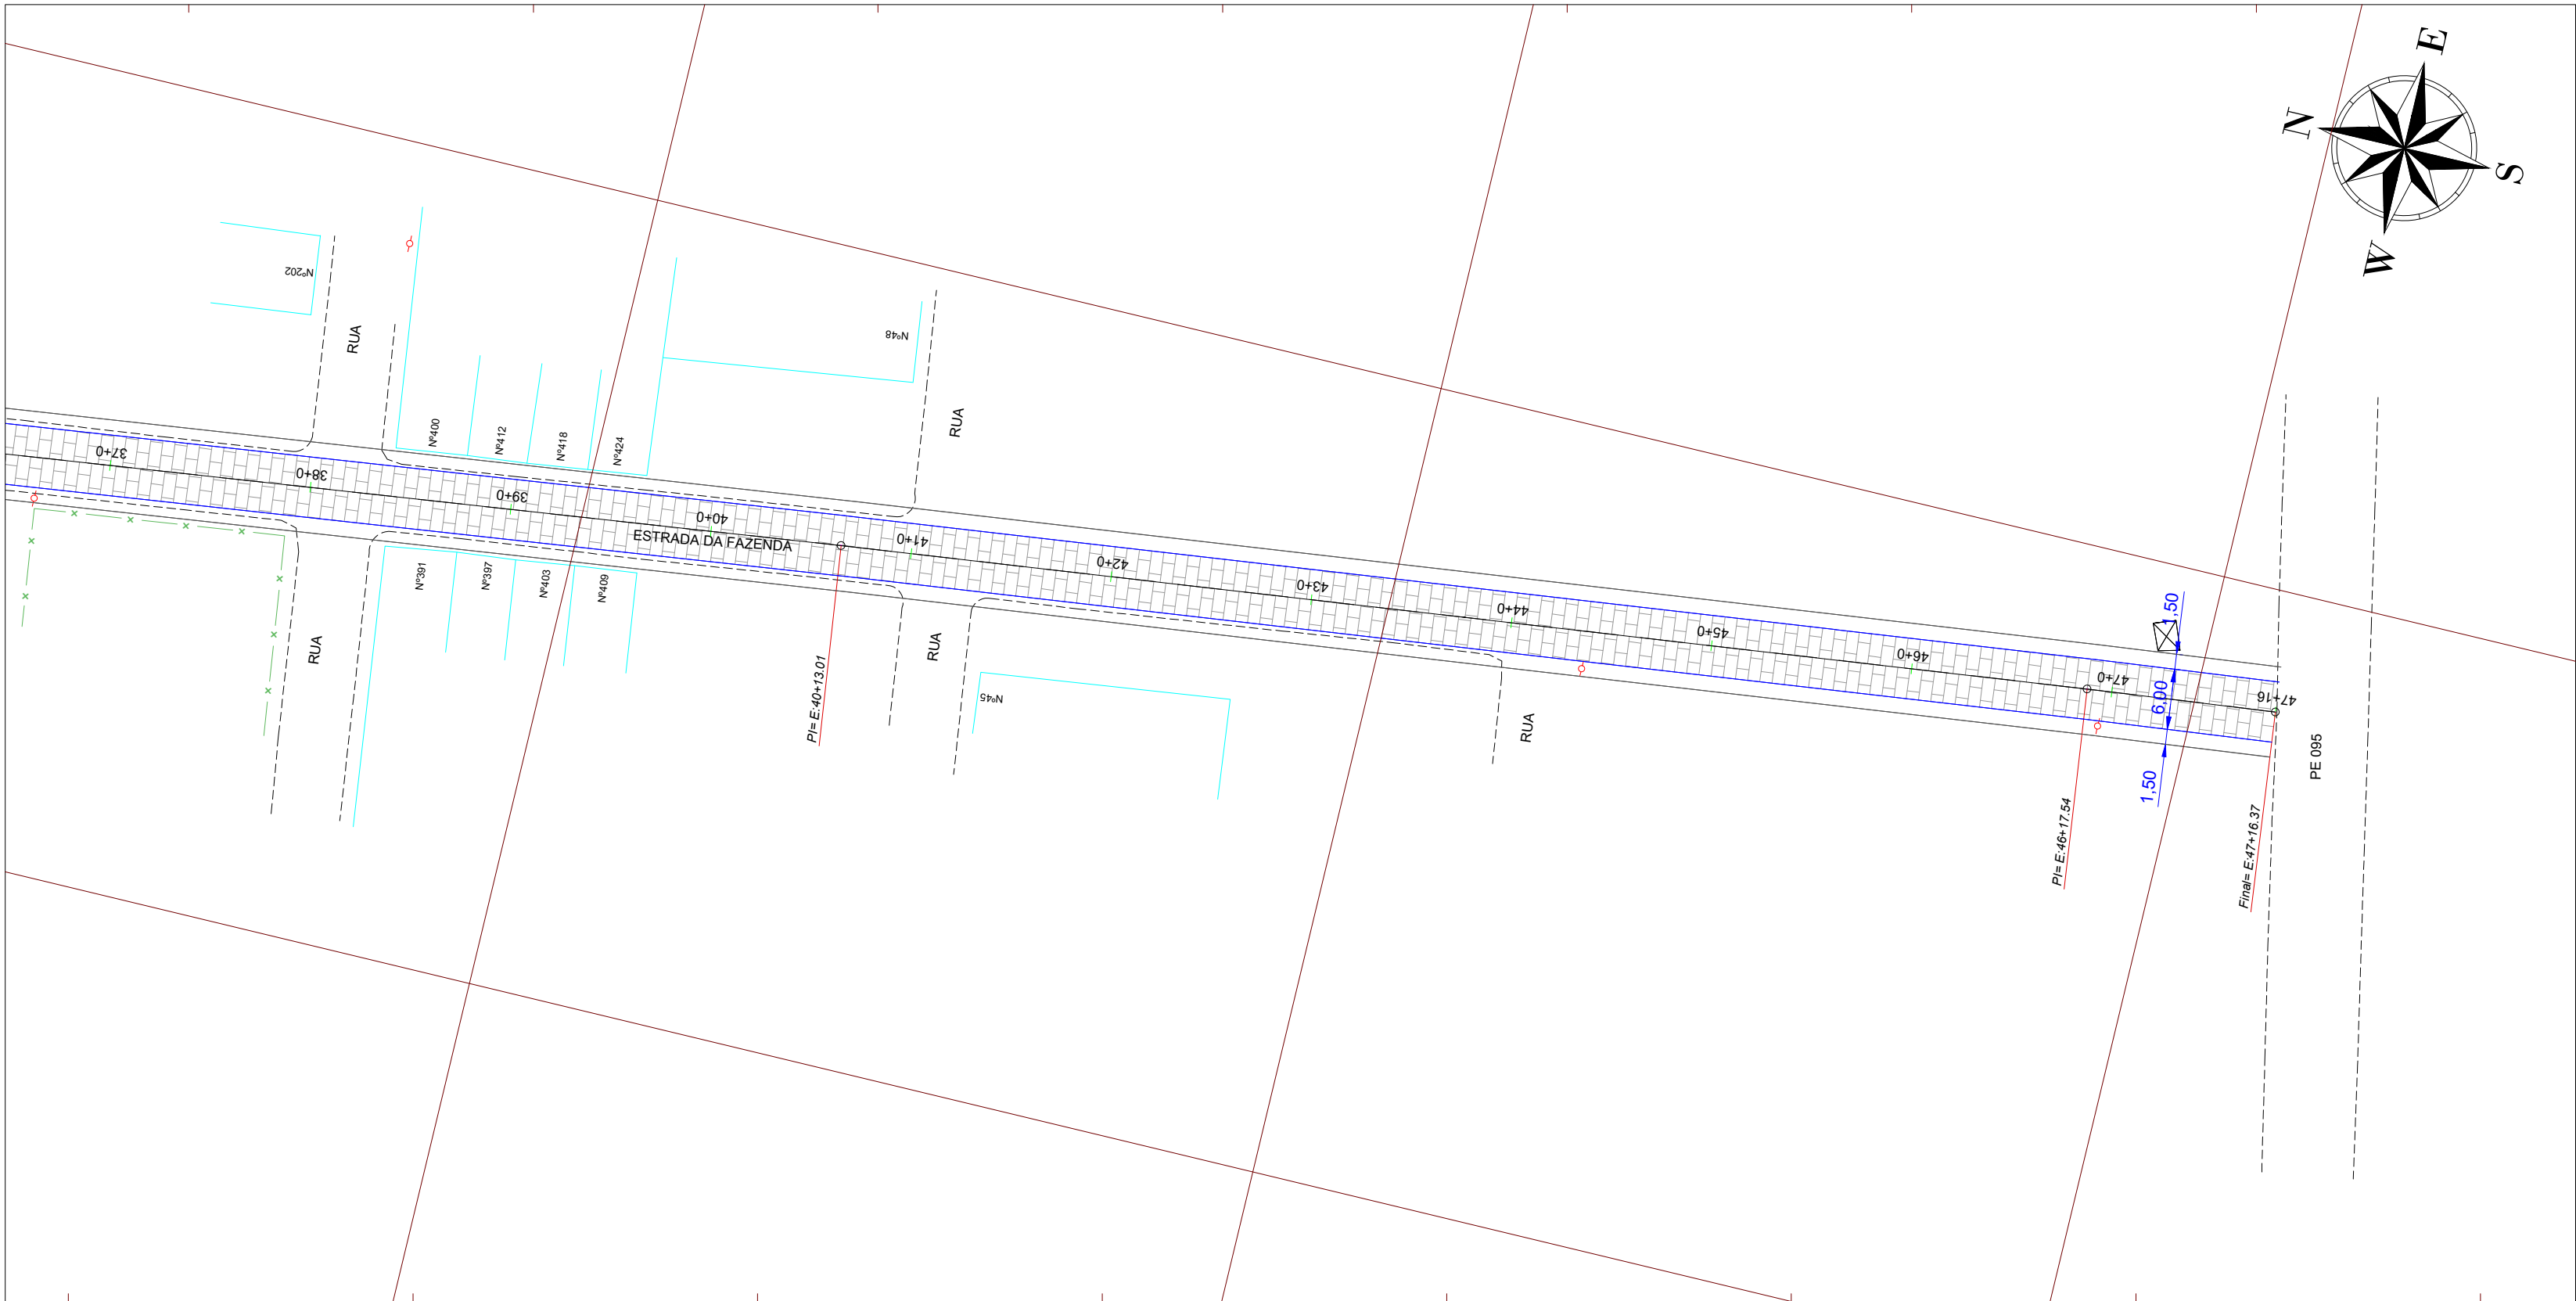 E
N
S
W
Nº202
RUA
Nº48
RUA
Nº400
Nº412
Nº418
Nº424
37+0
38+0
39+0
40+0
41+0
42+0
43+0
44+0
45+0
46+0
47+0
47+16
ESTRADA DA FAZENDA
Nº391
Nº397
Nº403
Nº409
RUA
PI= E:40+13.01
RUA
Nº45
RUA
1,50
6,00
1,50
PI= E:46+17.54
Final= E:47+16.37
PE 095